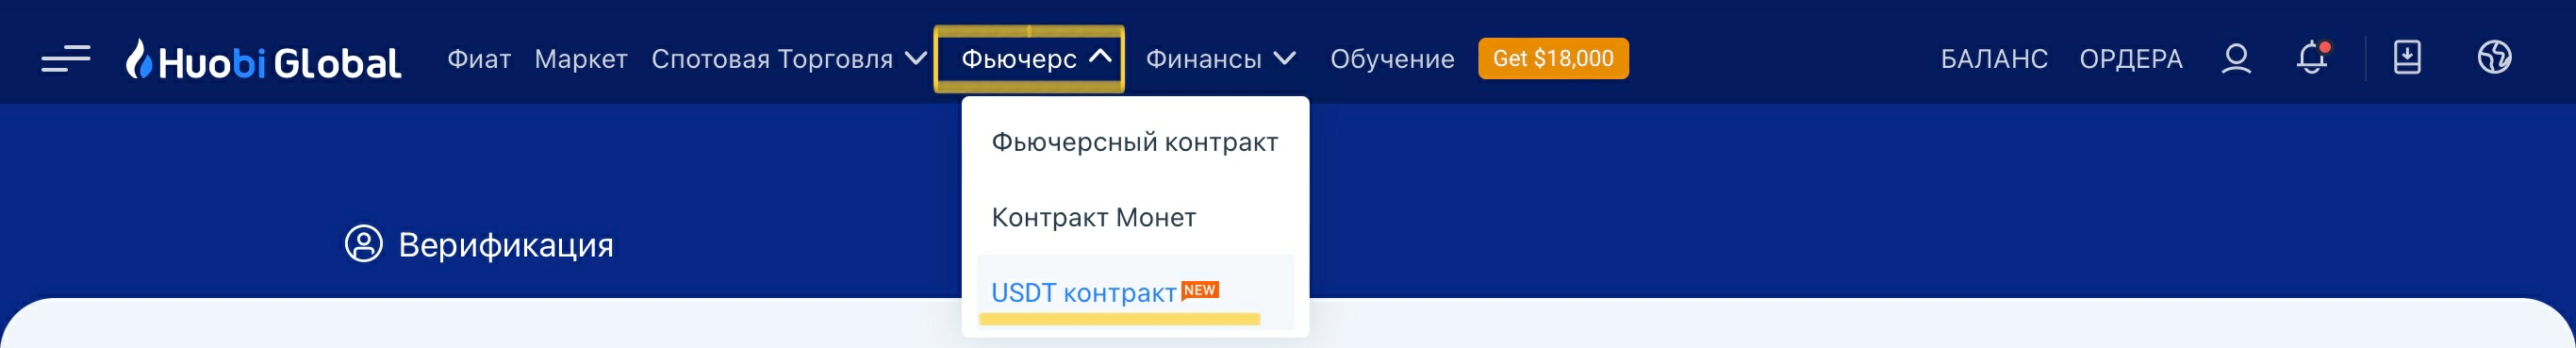 Huobi Global Фиат Маркет Спотовая Торговля Фьючерс Финансы Обучение Get $18,000 БАЛАНС ОРДЕРА
Фьючерсный контракт
Контракт Монет
Верификация
USDT контракт NEW